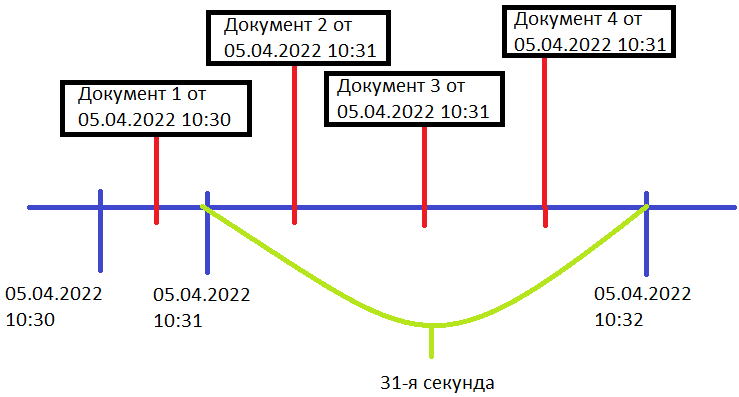 Документ 2 от
05.04.2022 10:31
Документ 4 от
05.04.2022 10:31
Документ 1 от
05.04.2022 10:30
Документ 3 от
05.04.2022 10:31
05.04.2022
10:30
05.04.2022
10:31
05.04.2022
10:32
31-я секунда